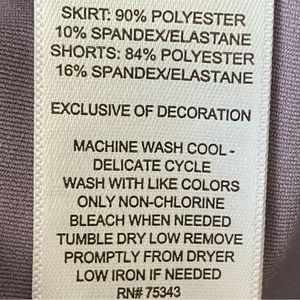 SKIRT: 90% POLYESTER
10% SPANDEX/ELASTANE
SHORTS: 84% POLYESTER
16% SPANDEX/ELASTANE
EXCLUSIVE OF DECORATION
MACHINE WASH COOL -
DELICATE CYCLE
WASH WITH LIKE COLORS
ONLY NON-CHLORINE
BLEACH WHEN NEEDED
TUMBLE DRY LOW REMOVE
PROMPTLY FROM DRYER
LOW IRON IF NEEDED
RN# 75343